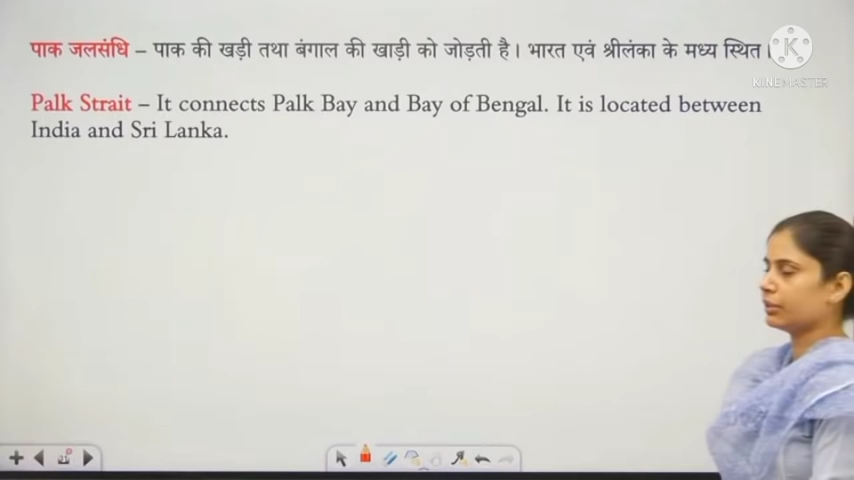 पाक जलसंधि – पाक की खड़ी तथा बंगाल की खाड़ी को जोड़ती है। भारत एवं श्रीलंका के मध्य स्थित।
KINEMASTER
Palk Strait – It connects Palk Bay and Bay of Bengal. It is located between
India and Sri Lanka.